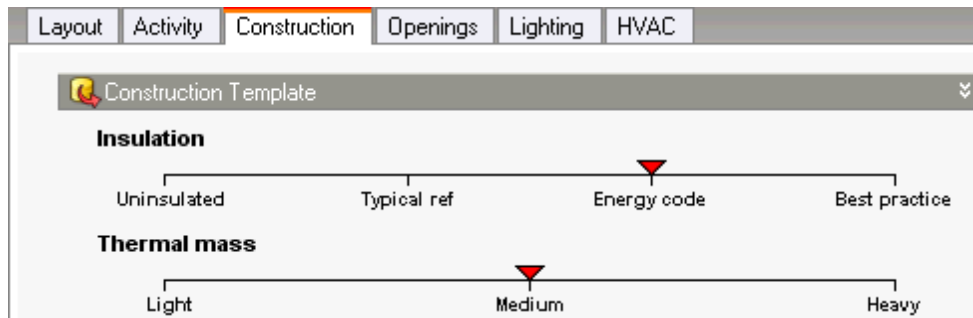 Layout Activity Construction Openings Lighting HVAC
Construction Template
Insulation
Uninsulated Typical ref Energy code Best practice
Thermal mass
Light Medium Heavy